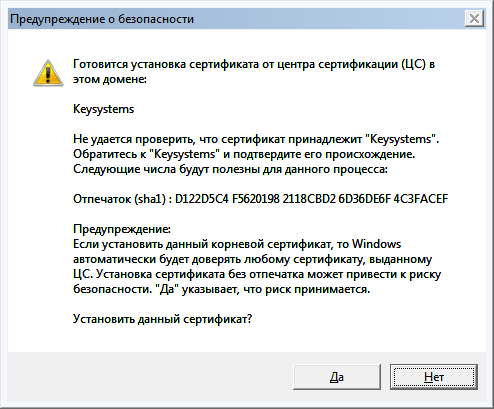 Предупреждение о безопасности
Готовится установка сертификата от центра сертификации (ЦС) в
этом домене:
Keysystems
Не удается проверить, что сертификат принадлежит "Keysystems".
Обратитесь к "Keysystems" и подтвердите его происхождение.
Следующие числа будут полезны для данного процесса:
Отпечаток (sha1) : D122D5C4 F5620198 2118CBD2 6D36DE6F 4C3FACEF
Предупреждение:
Если установить данный корневой сертификат, то Windows
автоматически будет доверять любому сертификату, выданному
ЦС. Установка сертификата без отпечатка может привести к риску
безопасности. "Да" указывает, что риск принимается.
Установить данный сертификат?
Да
Нет